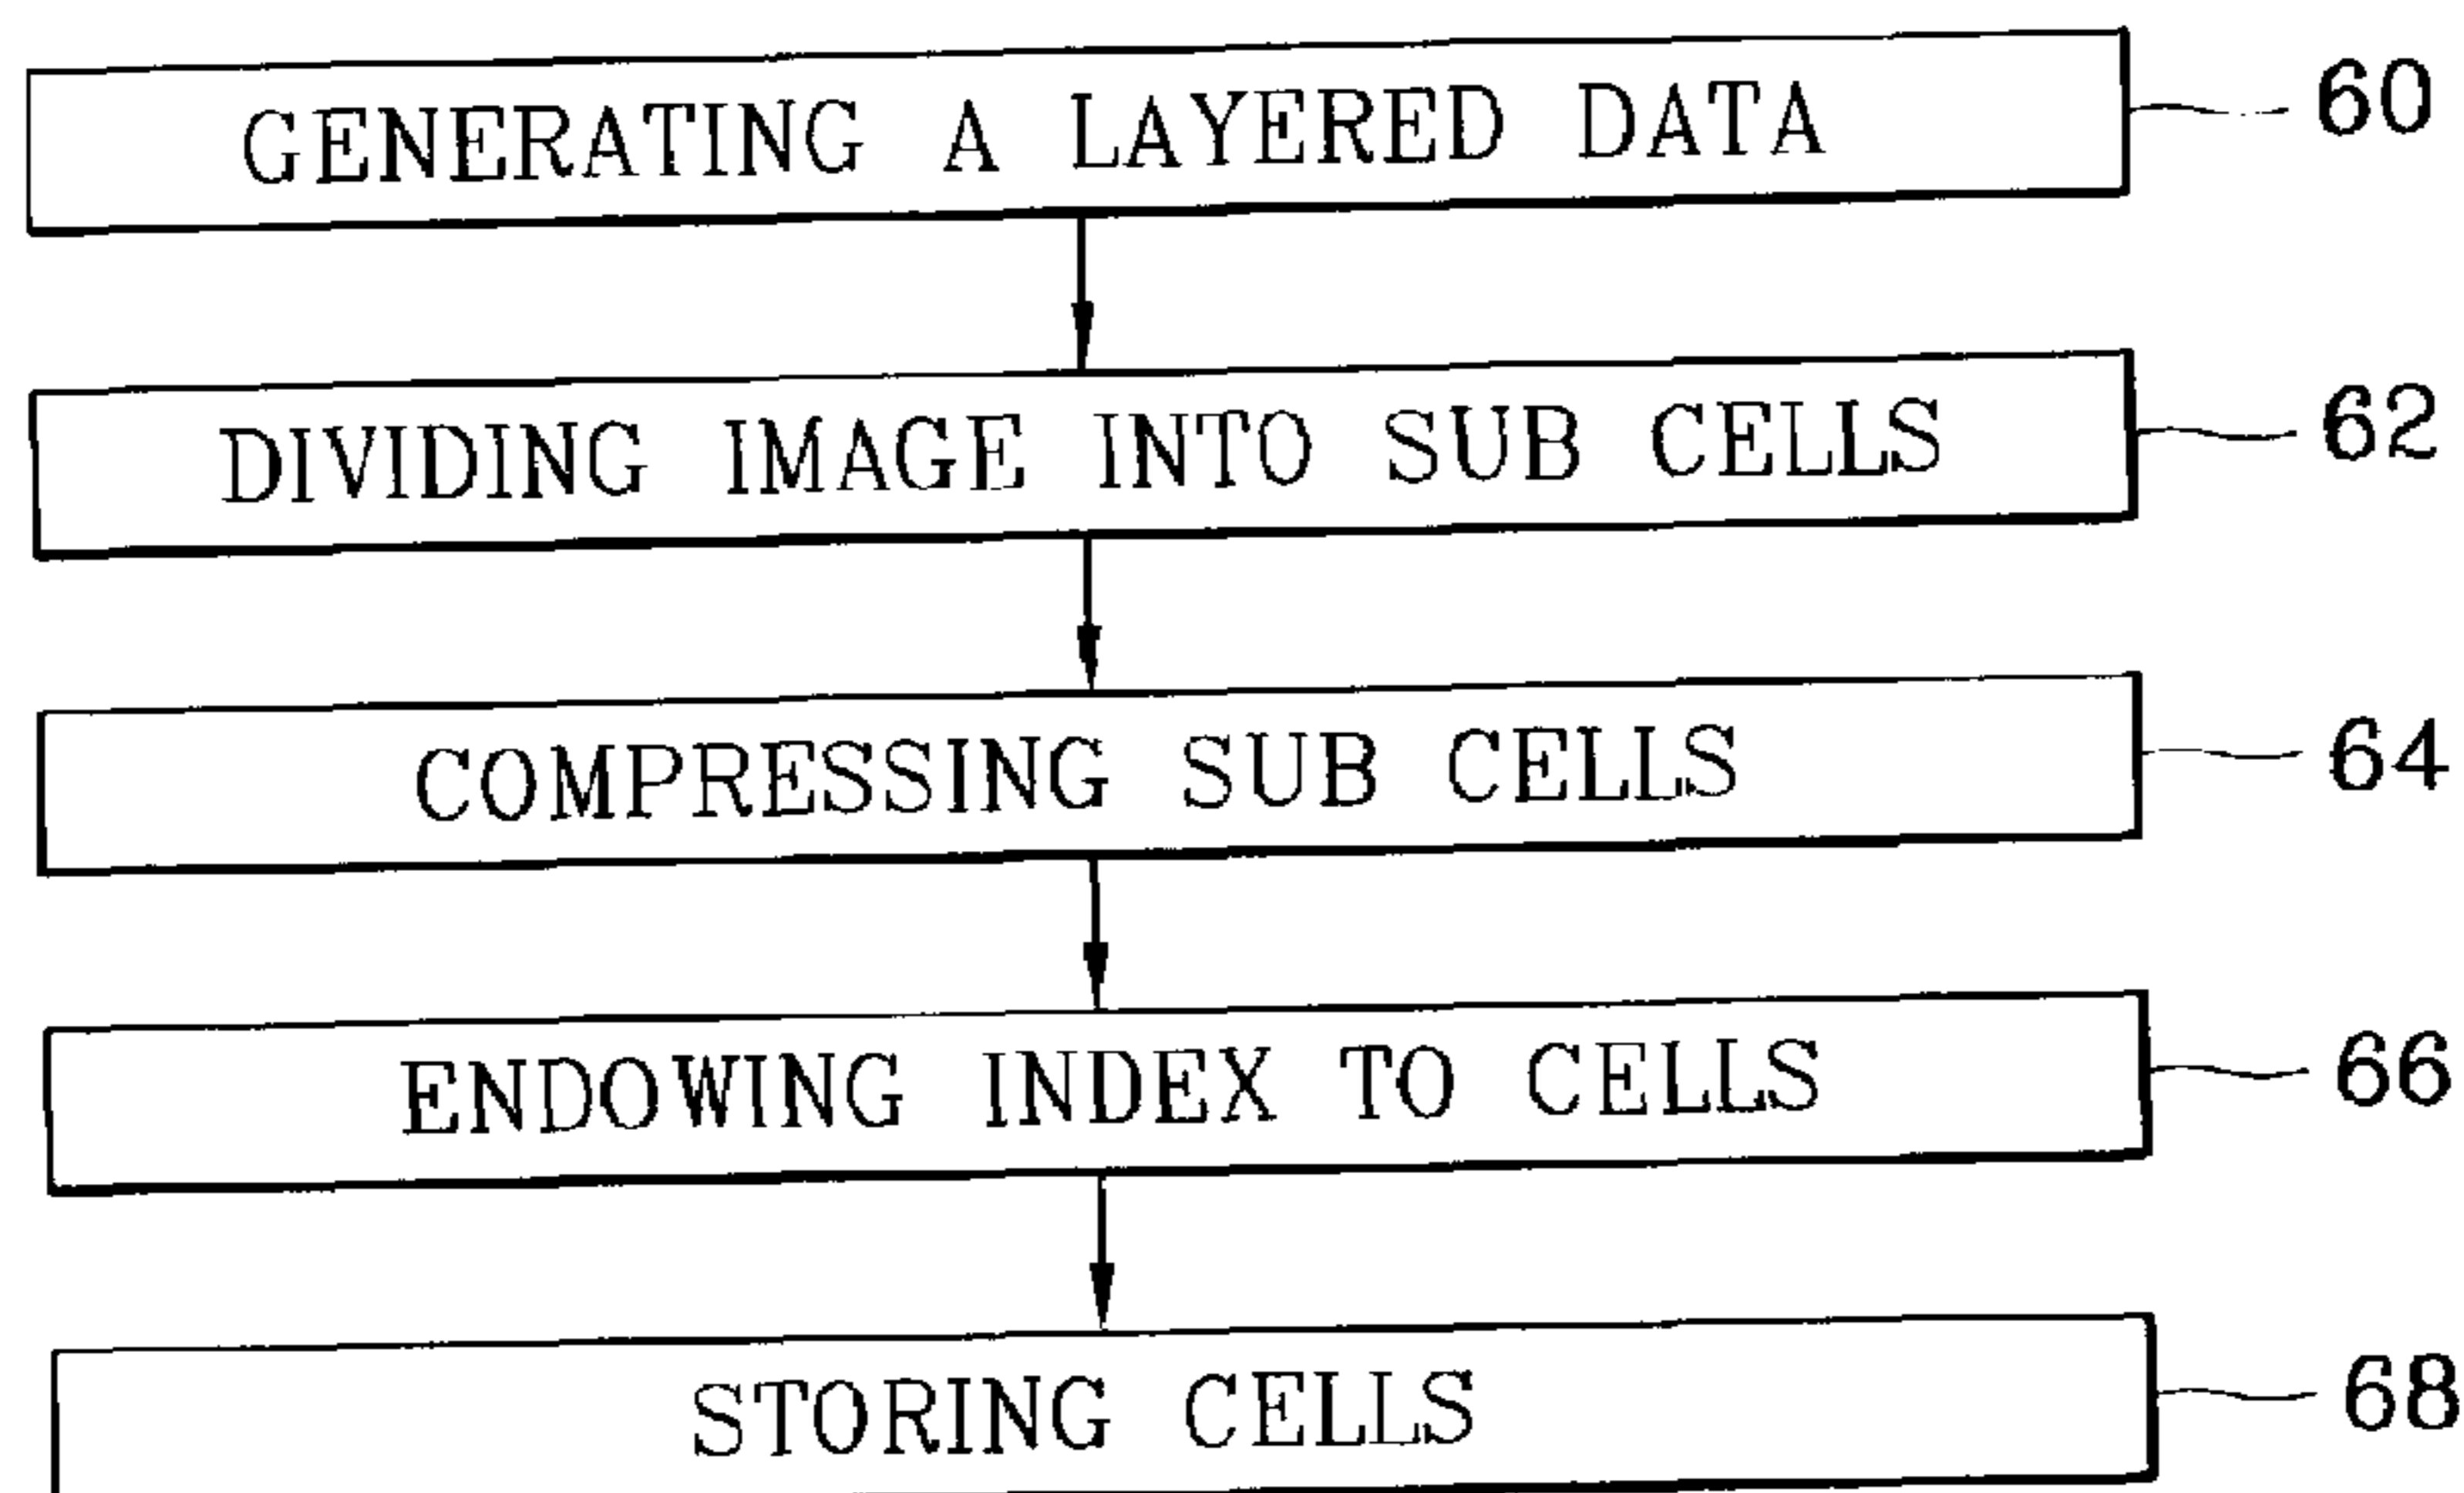 GENERATING A LAYERED DATA 60
DIVIDING IMAGE INTO SUB CELLS 62
COMPRESSING SUB CELLS 64
ENDOWING INDEX TO CELLS 66
STORING CELLS 68